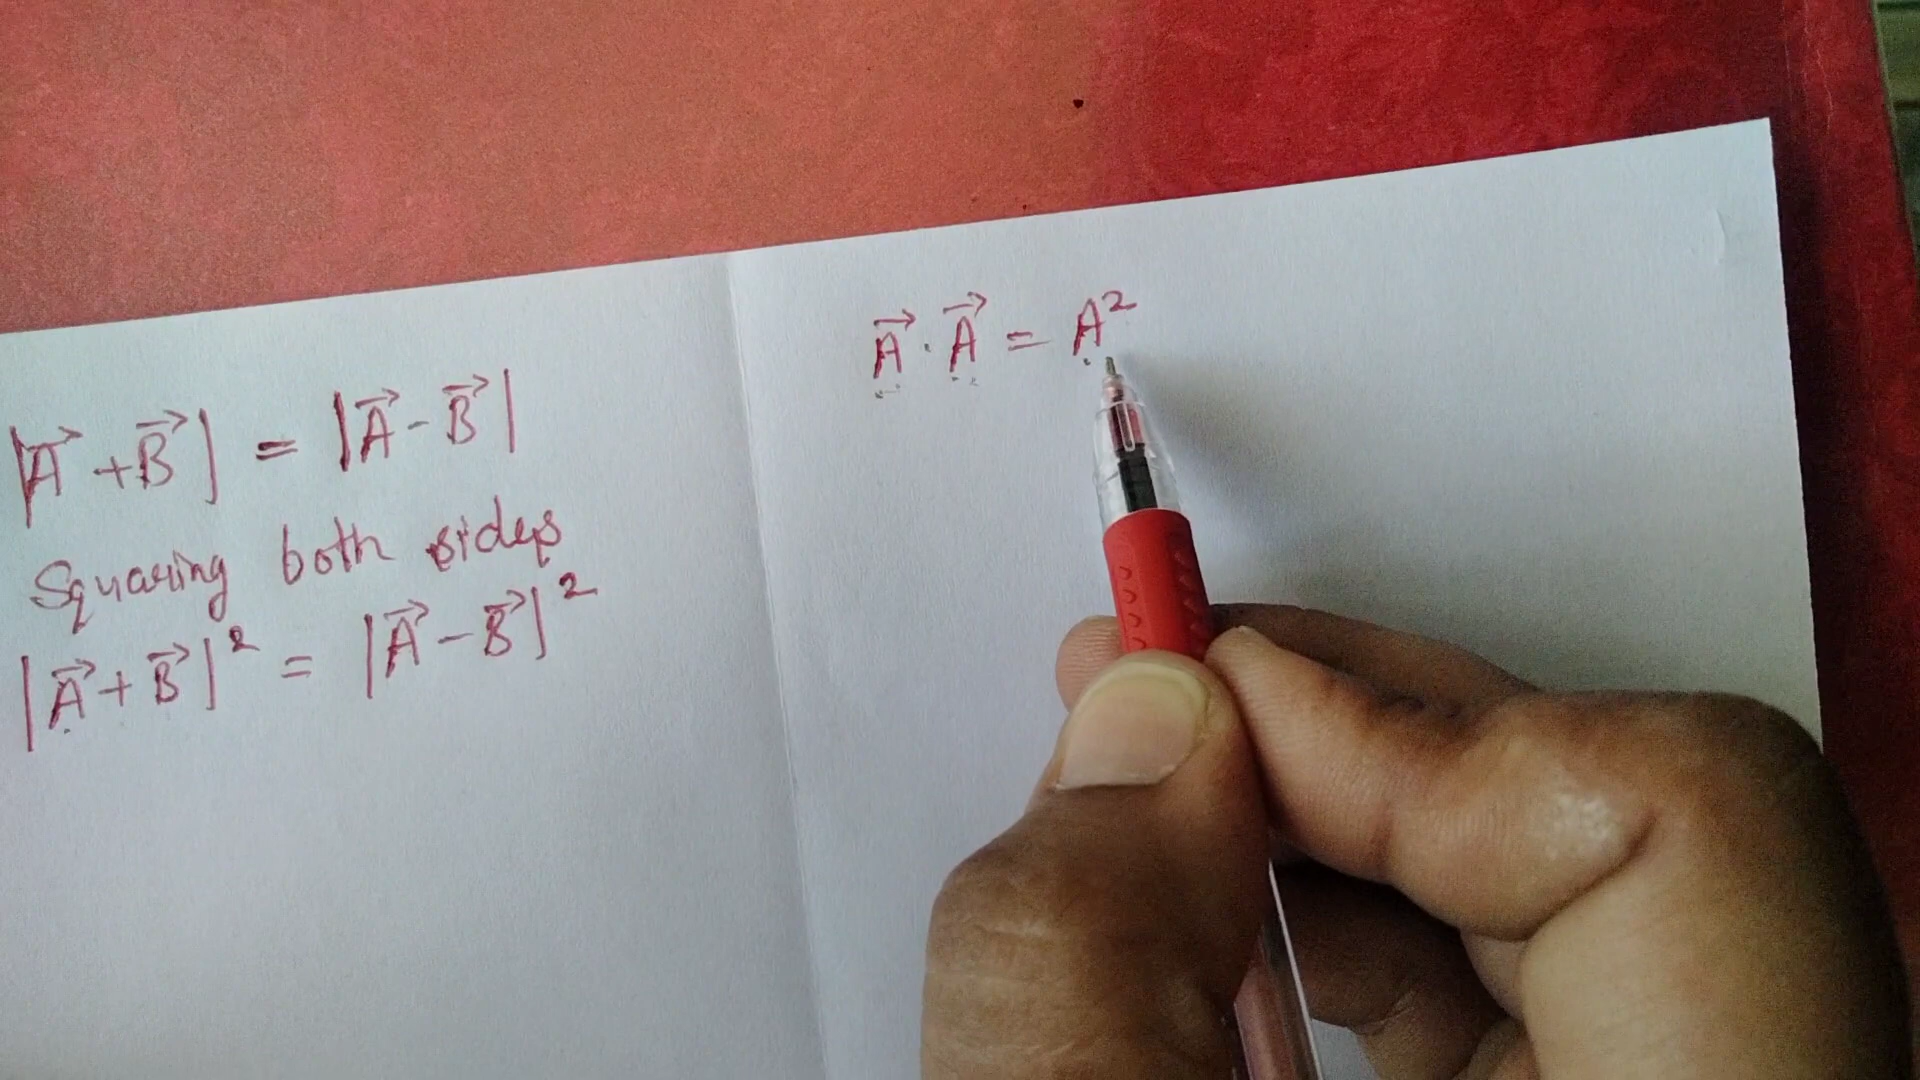 |A⃗ + B⃗| = |A⃗ - B⃗|
Squaring both sides
|A⃗ + B⃗|² = |A⃗ - B⃗|²
A⃗ · A⃗ = A²